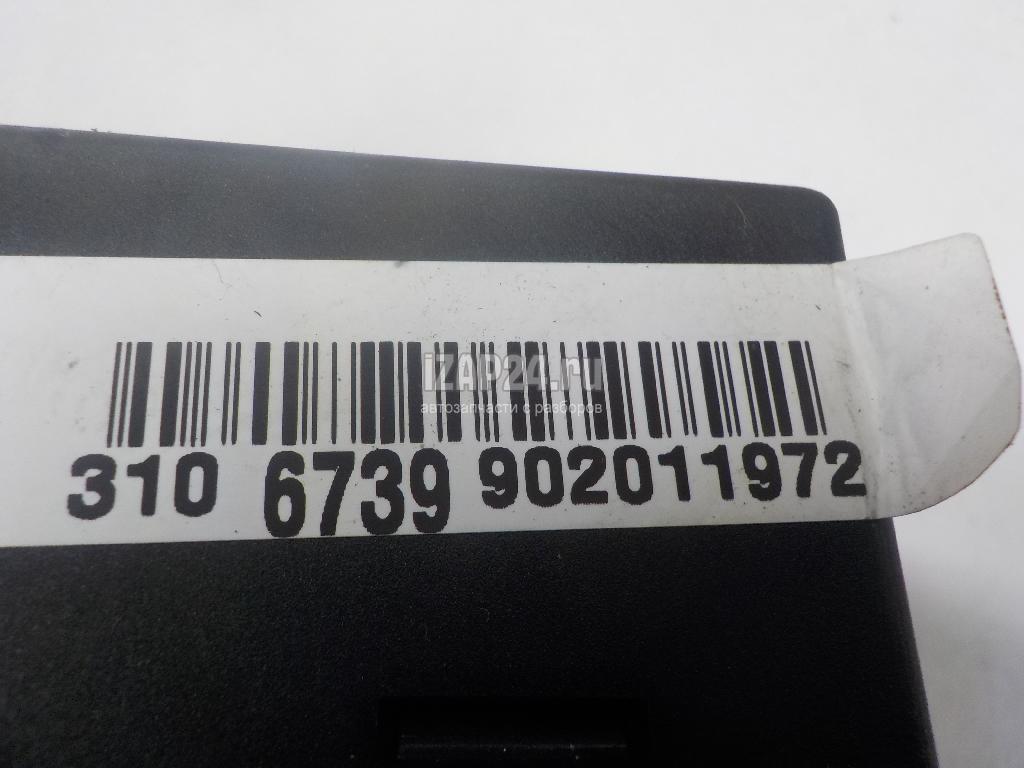 iZAP24.ru
автозапчасти с разборов
310 6739 902011972